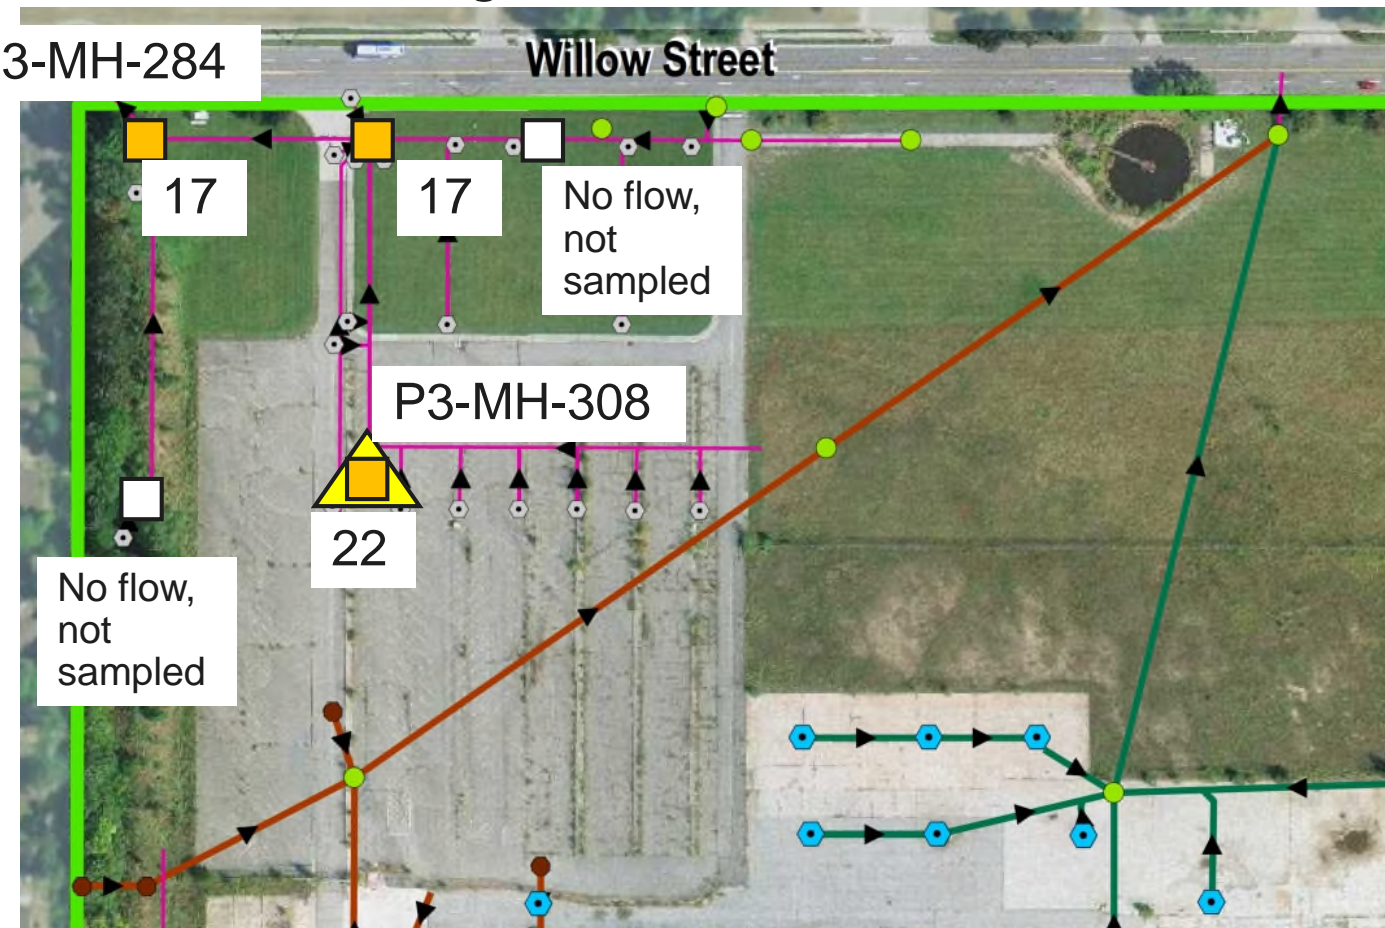 Willow Street
3-MH-284
17
17
No flow,
not
sampled
P3-MH-308
22
No flow,
not
sampled